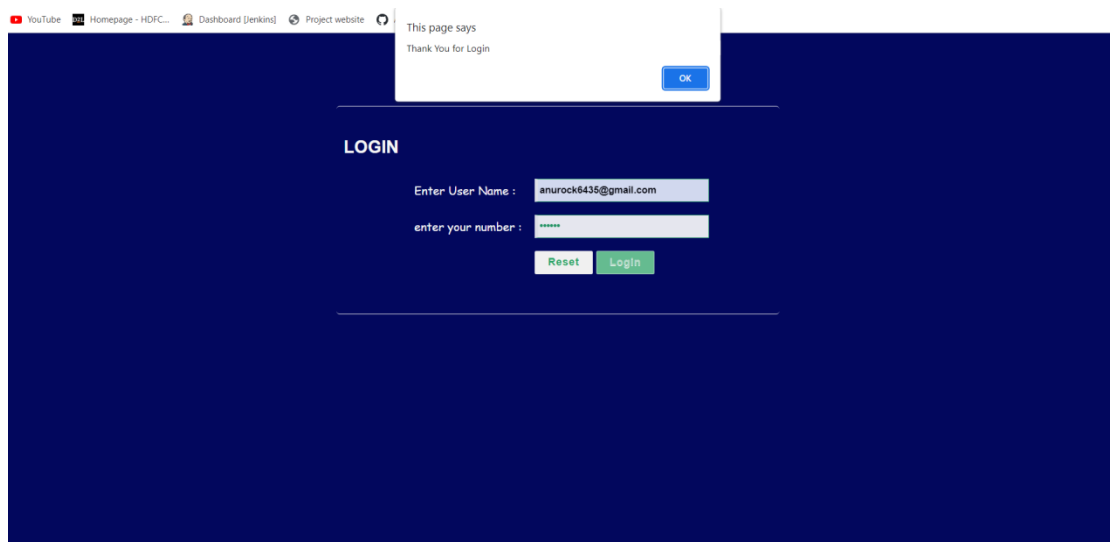 YouTube Homepage - HDFC... Dashboard [Jenkins] Project website
This page says
Thank You for Login
OK
LOGIN
Enter User Name : anurock6435@gmail.com
enter your number : ••••••
Reset Login